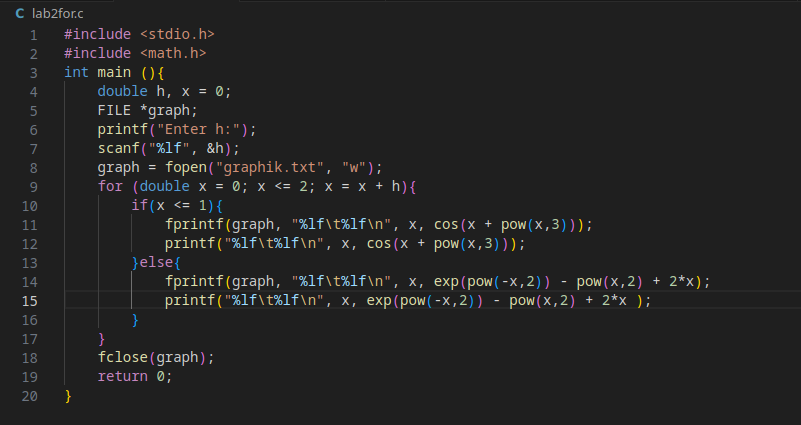 C lab2for.c
1 #include <stdio.h>
2 #include <math.h>
3 int main (){
4     double h, x = 0;
5     FILE *graph;
6     printf("Enter h:");
7     scanf("%lf", &h);
8     graph = fopen("graphik.txt", "w");
9     for (double x = 0; x <= 2; x = x + h){
10         if(x <= 1){
11             fprintf(graph, "%lf\t%lf\n", x, cos(x + pow(x,3)));
12             printf("%lf\t%lf\n", x, cos(x + pow(x,3)));
13         }else{
14             fprintf(graph, "%lf\t%lf\n", x, exp(pow(-x,2)) - pow(x,2) + 2*x);
15             printf("%lf\t%lf\n", x, exp(pow(-x,2)) - pow(x,2) + 2*x );
16         }
17     }
18     fclose(graph);
19     return 0;
20 }